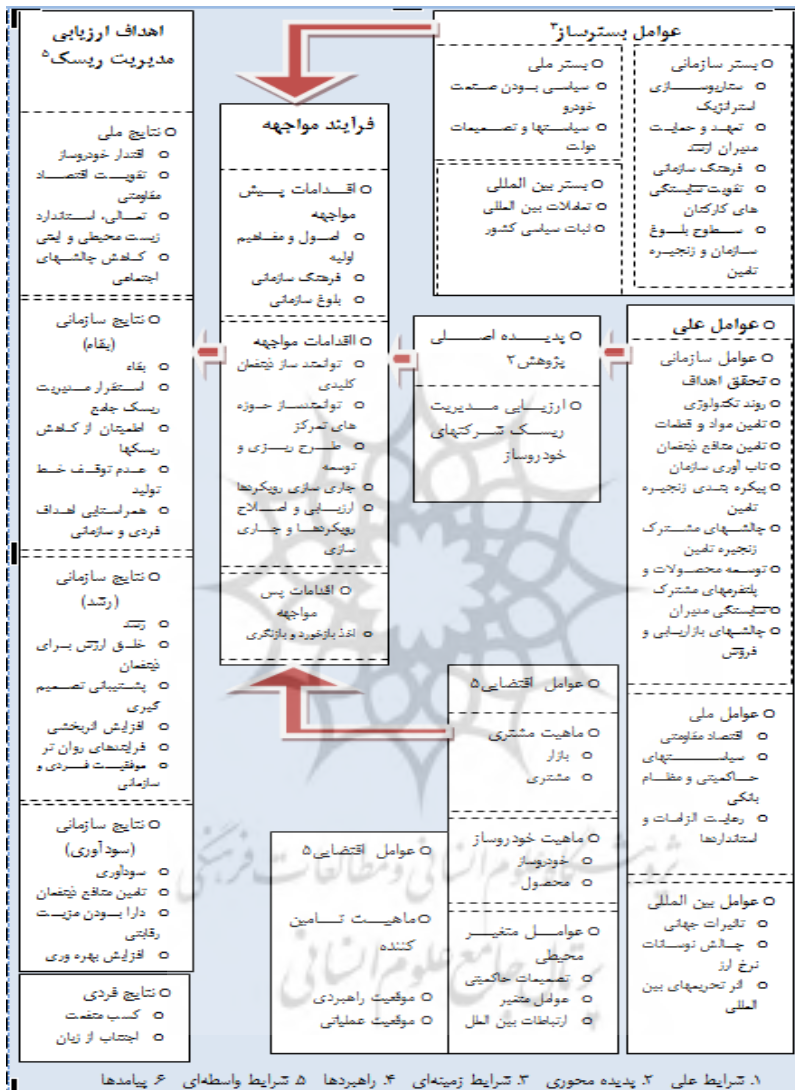 عوامل بسترساز۳
بستر سازمانی
سناریوسازی
استراتژیک
تعهد و حمایت
مدیران ارشد
فرهنگ سازمانی
تقویت شایستگی
های کارکنان
سطوح بلوغ
سازمان و زنجیره
تامین
بستر ملی
سیاسی بودن صنعت
خودرو
سیاستها و تصمیمات
دولت
بستر بین المللی
تعاملات بین المللی
ثبات سیاسی کشور
عوامل علی
عوامل سازمانی
تحقق اهداف
روند تکنولوژی
تامین مواد و قطعات
تامین منافع ذینفعان
تاب آوری سازمان
پیکره بندی زنجیره
تامین
چالشهای مشترک
زنجیره تامین
توسعه محصولات و
پلتفرمهای مشترک
شایستگی مدیران
چالشهای بازاریابی و
فروش
عوامل ملی
اقتصاد مقاومتی
سیاستهای
حاکمیتی و مظام
بانکی
رعایت الزامات و
استانداردها
عوامل بین المللی
تاثیرات جهانی
چالش نوسانات
نرخ ارز
اثر تحریمهای بین
المللی
پدیده اصلی
پژوهش۲
ارزیابی مدیریت
ریسک شرکتهای
خودروساز
عوامل اقتضایی۵
ماهیت مشتری
بازار
مشتری
ماهیت خودروساز
خودروساز
محصول
عوامل متغیر
محیطی
تصمیمات حاکمیتی
عوامل متغیر
ارتباطات بین الملل
عوامل اقتضایی۵
ماهیت تامین
کننده
موقعیت راهبردی
موقعیت عملیاتی
فرآیند مواجهه
اقدامات پیش
مواجهه
اصول و مفاهیم
اولیه
فرهنگ سازمانی
بلوغ سازمانی
ااقدامات مواجهه
توانمند ساز ذینفعان
کلیدی
توانمندساز حوزه
های تمرکز
طرح ریزی و
توسعه
جاری سازی رویکردها
ارزیابی و اصلاح
رویکردها و جاری
سازی
اقدامات پس
مواجهه
اخذ بازخورد و بازنگری
اهداف ارزیابی
مدیریت ریسک۵
نتایج ملی
اقتدار خودروساز
تقویت اقتصاد
مقاومتی
تعالی، استاندارد
زیست محیطی و ایمنی
کاهش چالشهای
اجتماعی
نتایج سازمانی
(بقاء)
بقاء
استقرار مدیریت
ریسک جامع
اطمینان از کاهش
ریسکها
عدم توقف خط
تولید
همراستایی اهداف
فردی و سازمانی
نتایج سازمانی
(رشد)
رشد
خلق ارزش برای
ذینفعان
پشتیبانی تصمیم
گیری
افزایش اثربخشی
فرایندهای روان تر
موفقیت فردی و
سازمانی
نتایج سازمانی
(سودآوری)
سودآوری
تامین منافع ذینفعان
دارا بودن مزیت
رقابتی
افزایش بهره وری
نتایج فردی
کسب منفعت
اجتناب از زیان
پژوهشگاه علوم انسانی و مطالعات فرهنگی
پرتال جامع علوم انسانی
۱. شرایط علی ۲. پدیده محوری ۳. شرایط زمینه‌ای ۴. راهبردها ۵. شرایط واسطه‌ای ۶. پیامدها